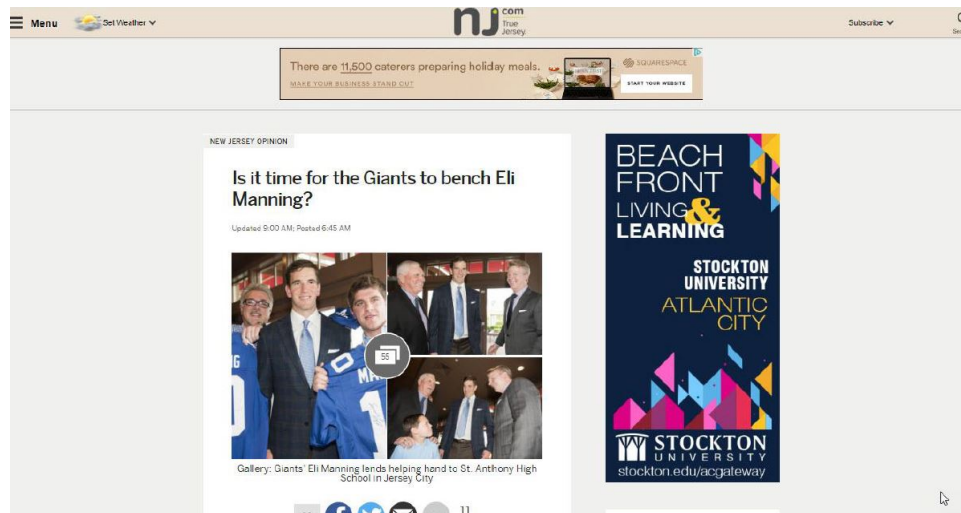 Menu
Set Weather
nj com
True
Jersey.
Subscribe
There are 11,500 caterers preparing holiday meals.
MAKE YOUR BUSINESS STAND OUT
SQUARESPACE
START YOUR WEBSITE
NEW JERSEY OPINION
Is it time for the Giants to bench Eli
Manning?
Updated 9:00 AM; Posted 6:45 AM
55
Gallery: Giants' Eli Manning lends helping hand to St. Anthony High
School in Jersey City
11
BEACH
FRONT
LIVING &
LEARNING
STOCKTON
UNIVERSITY
ATLANTIC
CITY
STOCKTON
UNIVERSITY
stockton.edu/acgateway